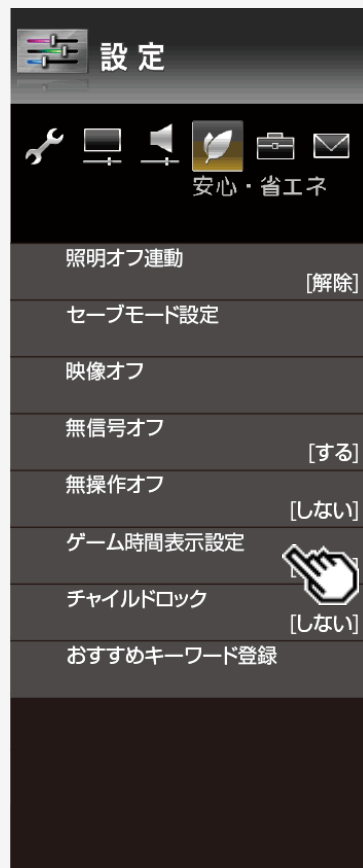 設定
安心・省エネ
照明オフ連動
[解除]
セーブモード設定
映像オフ
無信号オフ
[する]
無操作オフ
[しない]
ゲーム時間表示設定
チャイルドロック
[しない]
おすすめキーワード登録